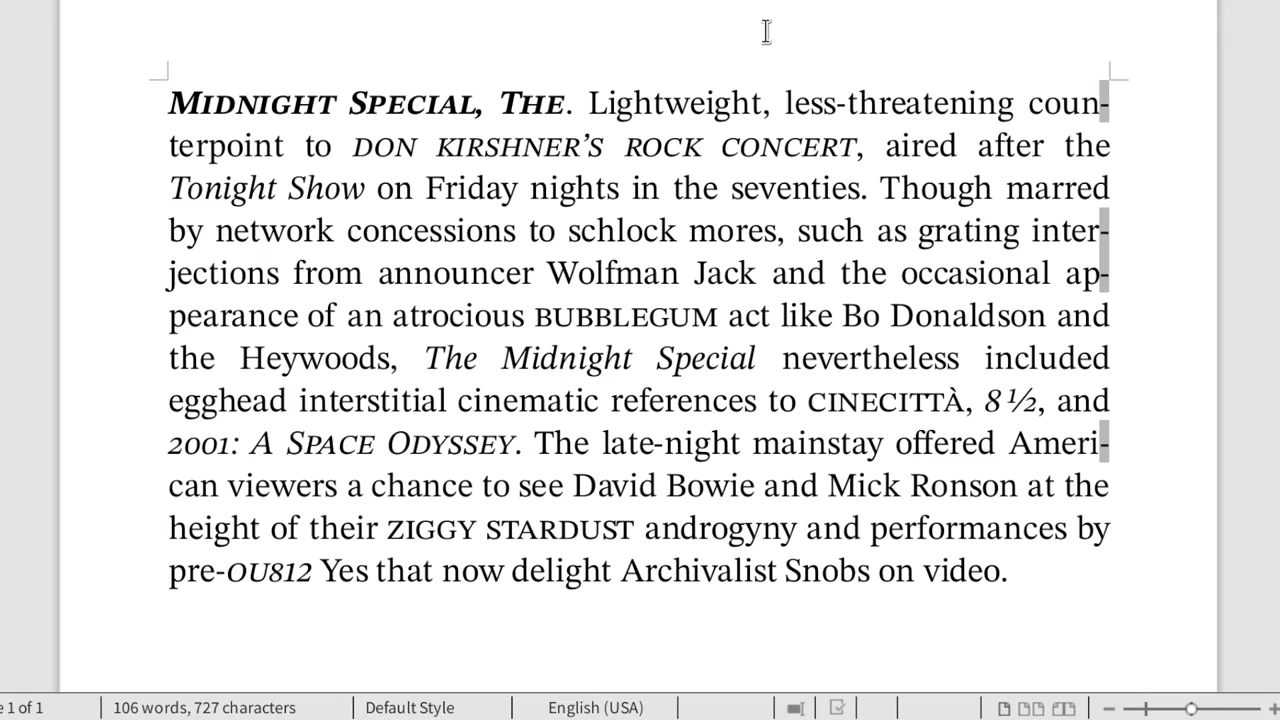 MIDNIGHT SPECIAL, THE. Lightweight, less-threatening coun-
terpoint to DON KIRSHNER’S ROCK CONCERT, aired after the
Tonight Show on Friday nights in the seventies. Though marred
by network concessions to schlock mores, such as grating inter-
jections from announcer Wolfman Jack and the occasional ap-
pearance of an atrocious BUBBLEGUM act like Bo Donaldson and
the Heywoods, The Midnight Special nevertheless included
egghead interstitial cinematic references to CINECITTÀ, 8½, and
2001: A SPACE ODYSSEY. The late-night mainstay offered Ameri-
can viewers a chance to see David Bowie and Mick Ronson at the
height of their ZIGGY STARDUST androgyny and performances by
pre-OU812 Yes that now delight Archivalist Snobs on video.
e 1 of 1 106 words, 727 characters Default Style English (USA)